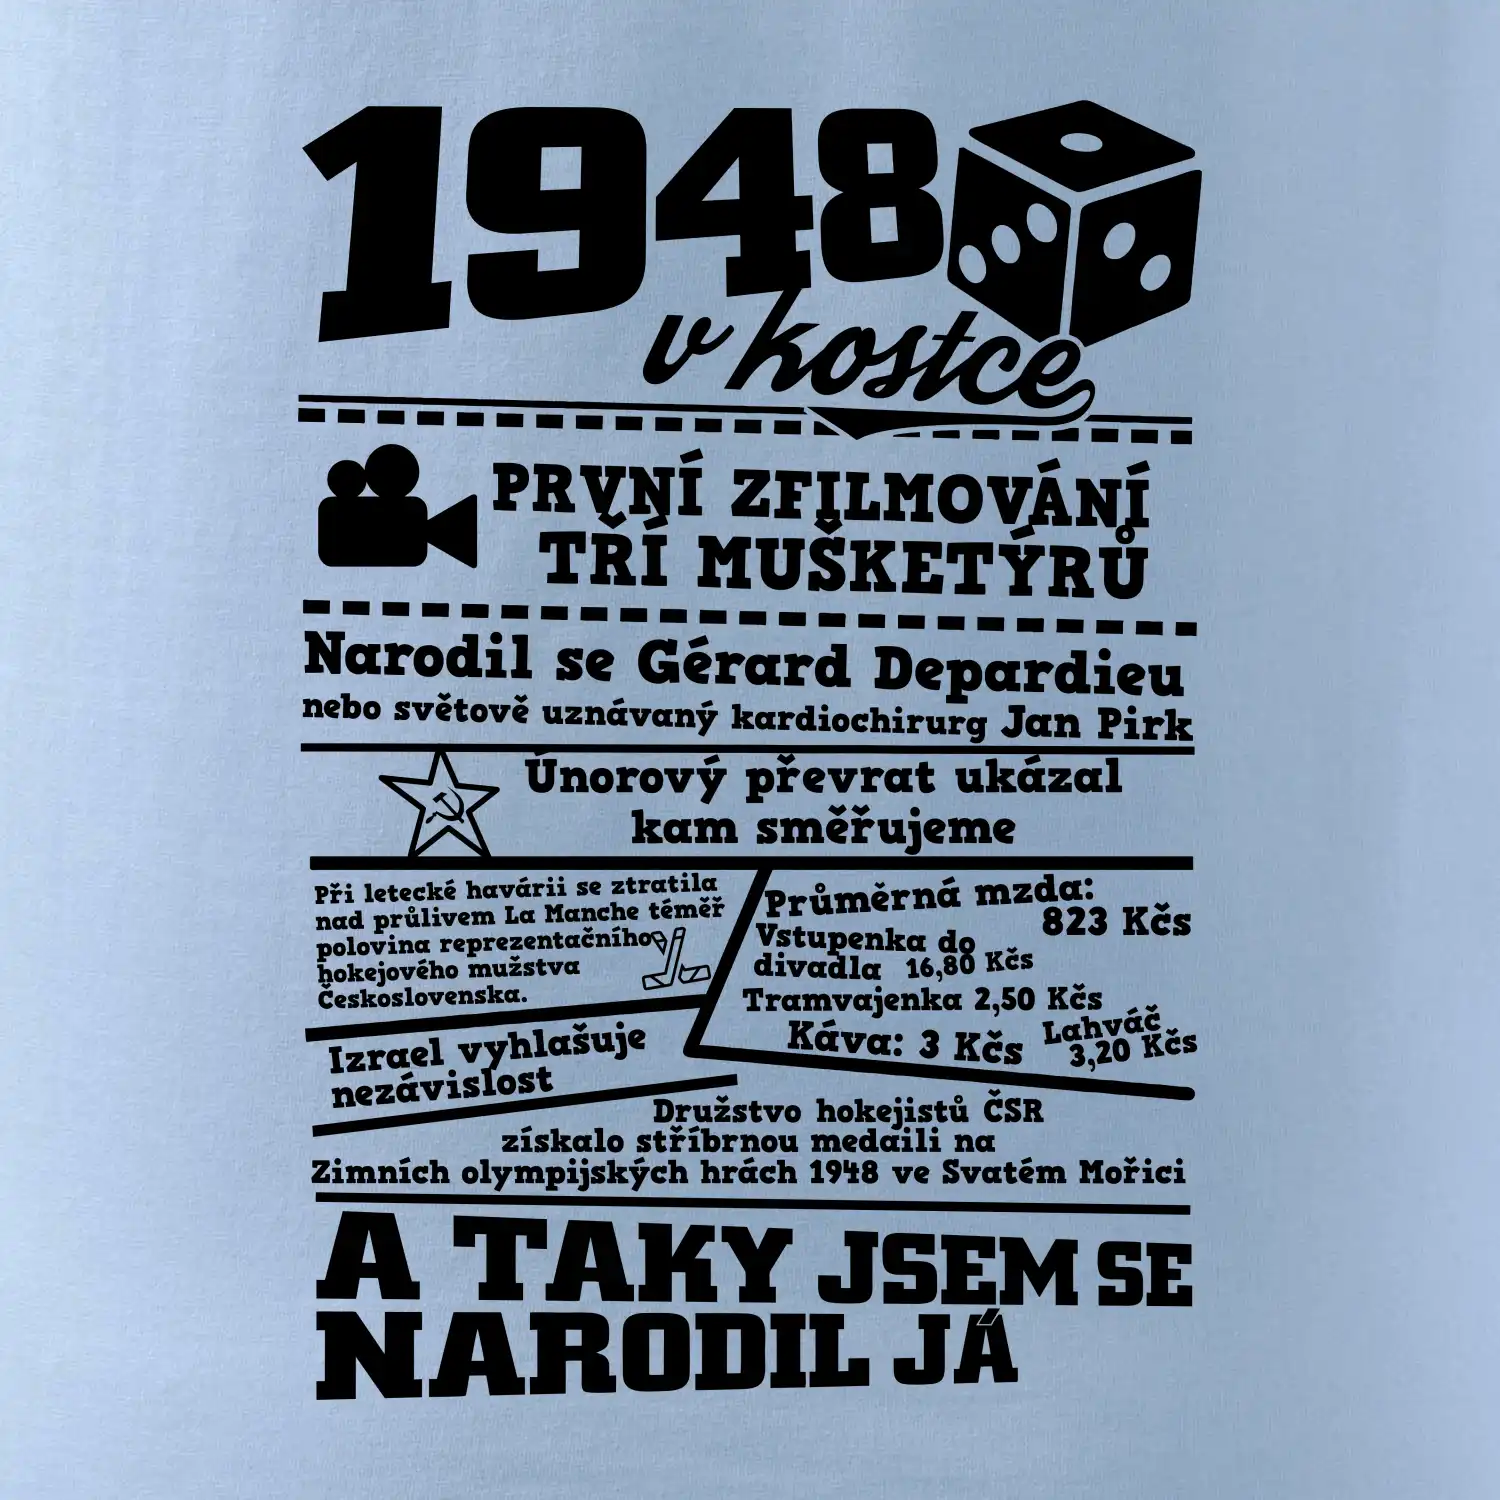 1948
v kostce
PRVNÍ ZFILMOVÁNÍ
TŘÍ MUŠKETÝRŮ
Narodil se Gérard Depardieu
nebo světově uznávaný kardiochirurg Jan Pirk
Únorový převrat ukázal
kam směřujeme
Při letecké havárii se ztratila
nad průlivem La Manche téměř
polovina reprezentačního
hokejového mužstva
Československa.
Průměrná mzda:
823 Kčs
Vstupenka do
divadla 16,80 Kčs
Tramvajenka 2,50 Kčs
Káva: 3 Kčs
Lahváč
3,20 Kčs
Izrael vyhlašuje
nezávislost
Družstvo hokejistů ČSR
získalo stříbrnou medaili na
Zimních olympijských hrách 1948 ve Svatém Mořici
A TAKY JSEM SE
NARODIL JÁ